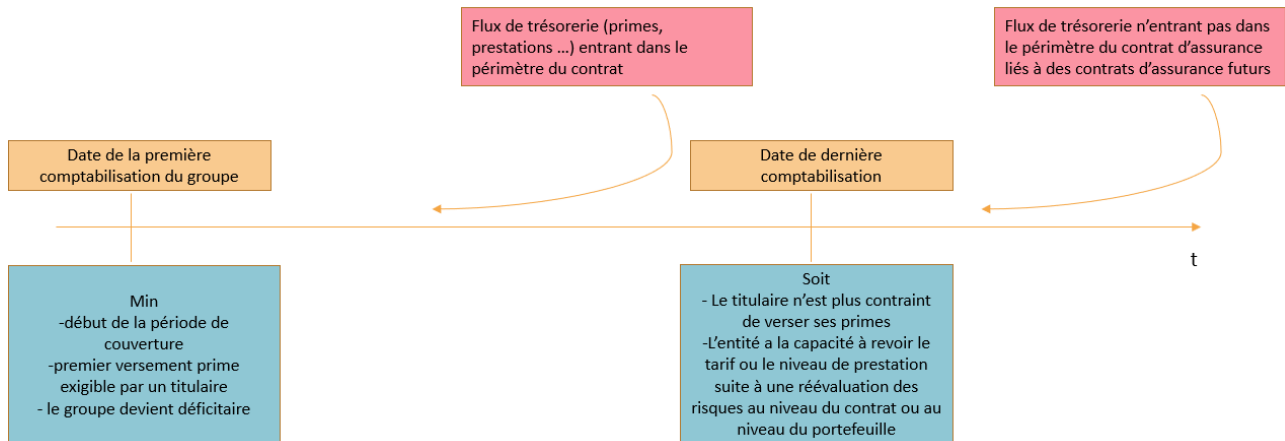 Flux de trésorerie (primes,
prestations ...) entrant dans le
périmètre du contrat
Flux de trésorerie n'entrant pas dans
le périmètre du contrat d'assurance
liés à des contrats d'assurance futurs
Date de la première
comptabilisation du groupe
Date de dernière
comptabilisation
t
Min
-début de la période de
couverture
-premier versement prime
exigible par un titulaire
- le groupe devient déficitaire
Soit
- Le titulaire n'est plus contraint
de verser ses primes
-L'entité a la capacité à revoir le
tarif ou le niveau de prestation
suite à une réévaluation des
risques au niveau du contrat ou au
niveau du portefeuille